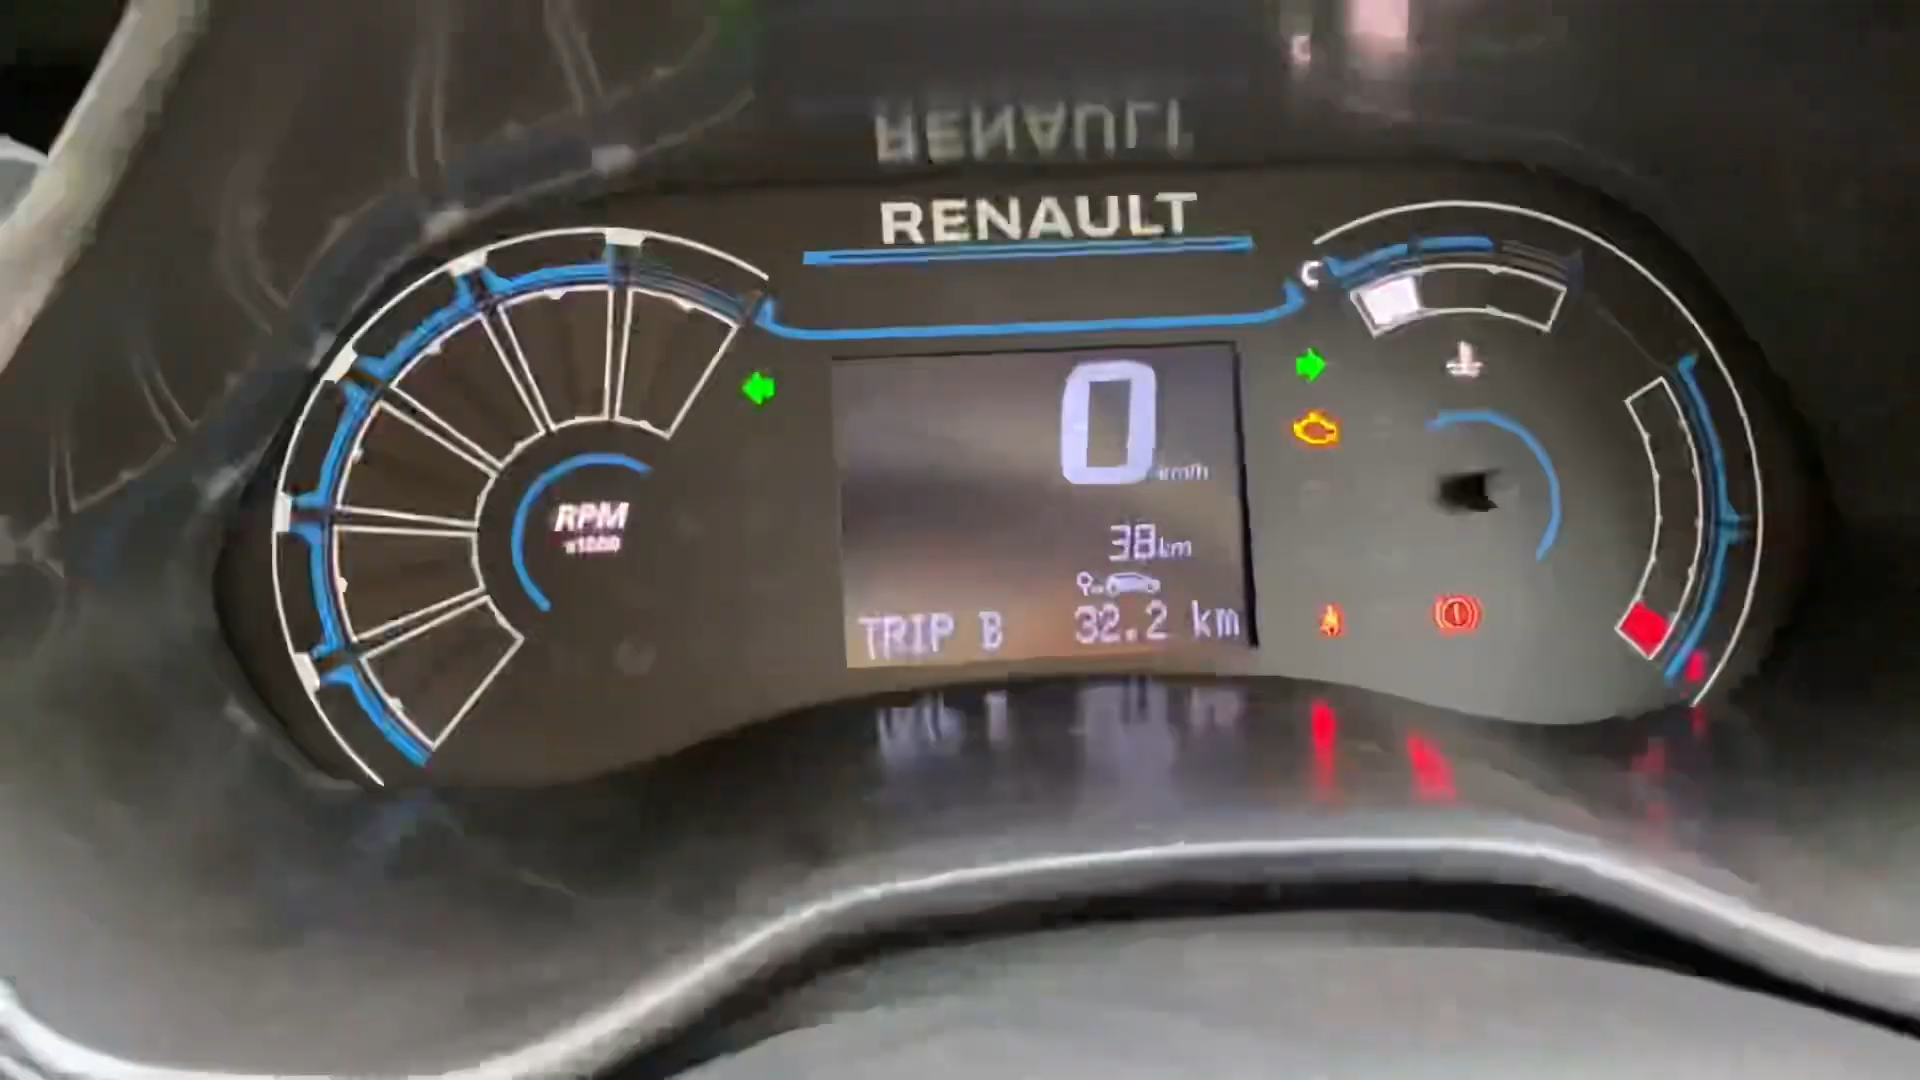 RENAULT
RENAULT
C
0 km/h
RPM
x1000
38 km
TRIP B 32.2 km